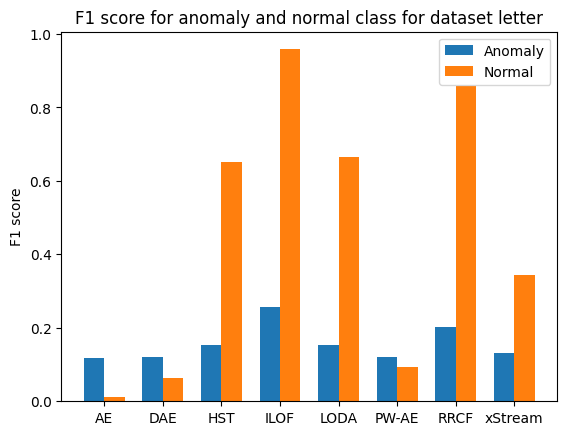 F1 score for anomaly and normal class for dataset letter
Anomaly
Normal
F1 score
1.0
0.8
0.6
0.4
0.2
0.0
AE DAE HST ILOF LODA PW-AE RRCF xStream